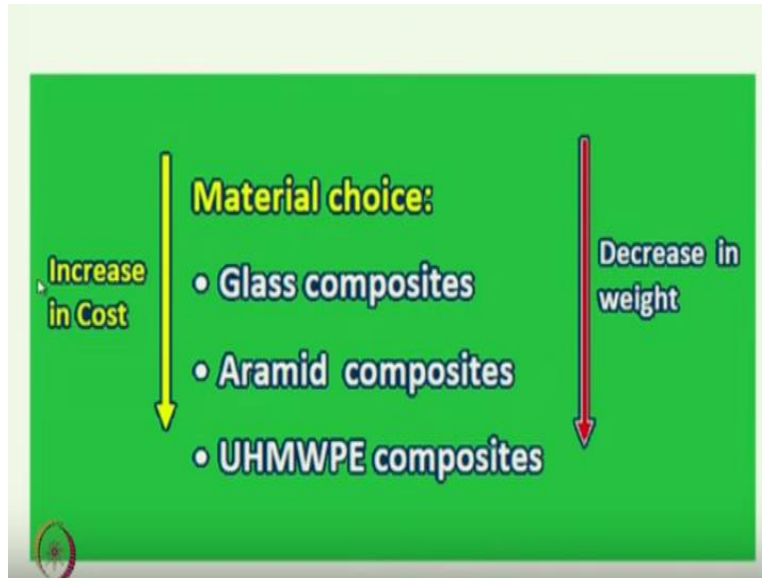 Material choice:
Increase
in Cost
• Glass composites
Decrease in
weight
• Aramid composites
• UHMWPE composites